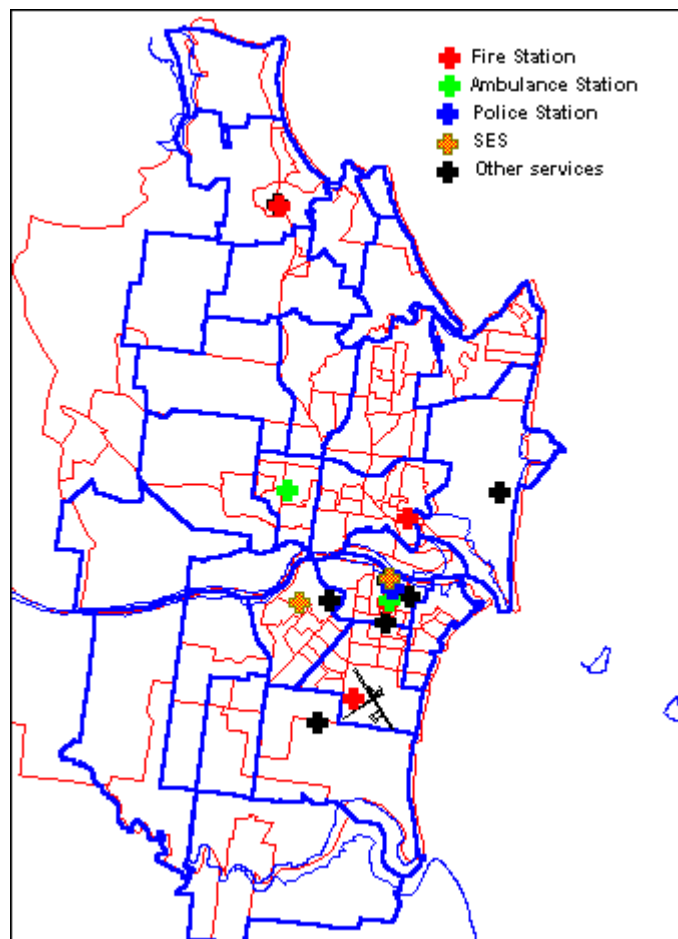 Fire Station
Ambulance Station
Police Station
SES
Other services